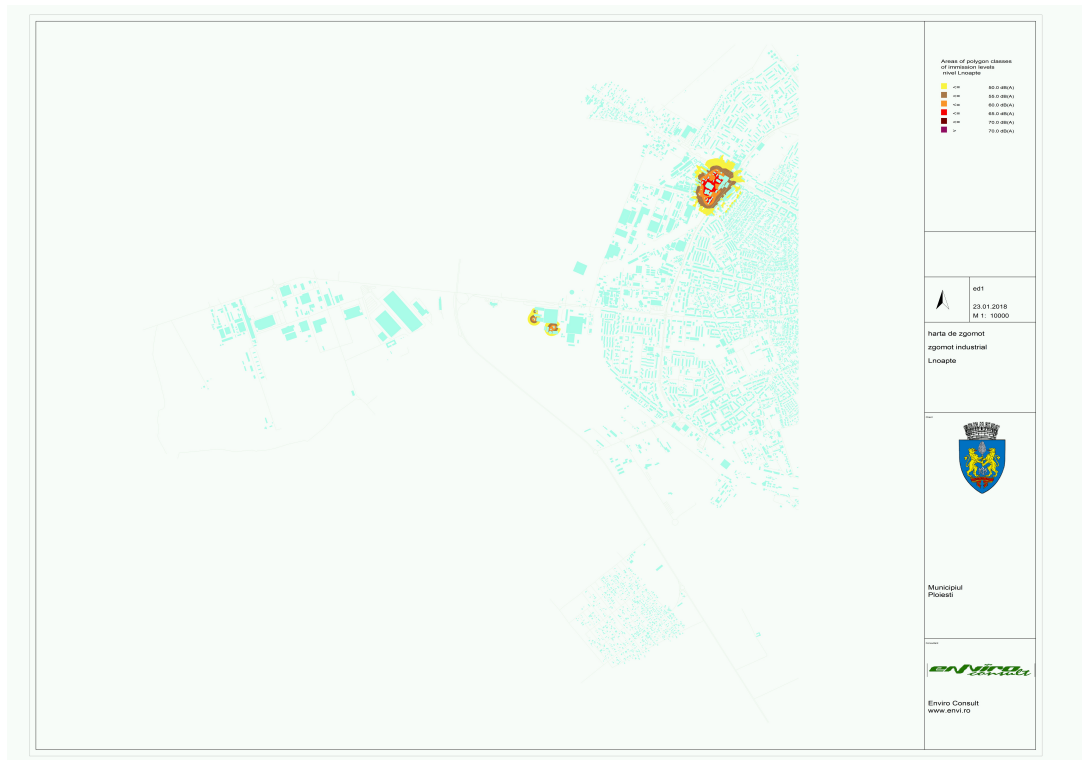 Areas of polygon classes
of immission levels
nivel Lnoapte
<= 50.0 dB(A)
<= 55.0 dB(A)
<= 60.0 dB(A)
<= 65.0 dB(A)
<= 70.0 dB(A)
> 70.0 dB(A)
ed1
23.01.2018
M 1: 10000
harta de zgomot
zgomot industrial
Lnoapte
Municipiul
Ploiesti
enviro
consult
Enviro Consult
www.envi.ro